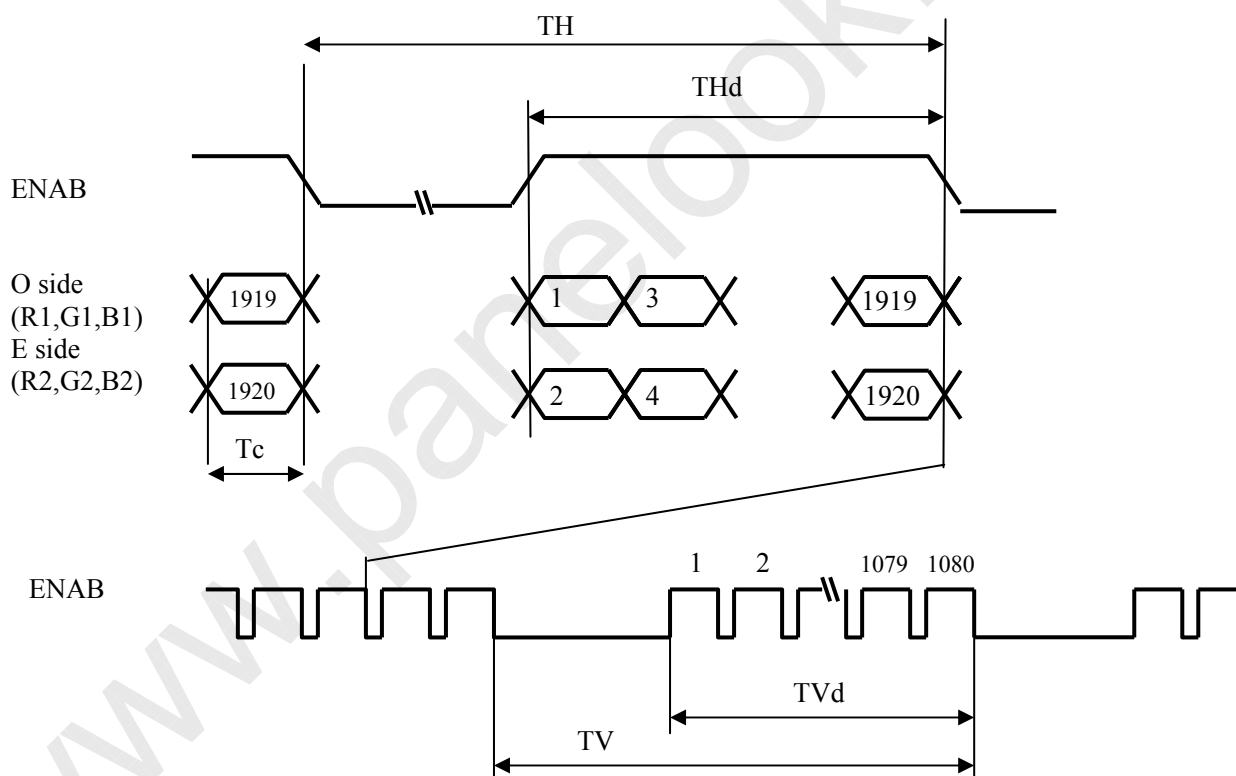 TH
THd
ENAB
O side
(R1,G1,B1)
E side
(R2,G2,B2)
1919 1 3 1919
1920 2 4 1920
Tc
ENAB
1 2 1079 1080
TVd
TV
www.panelook.